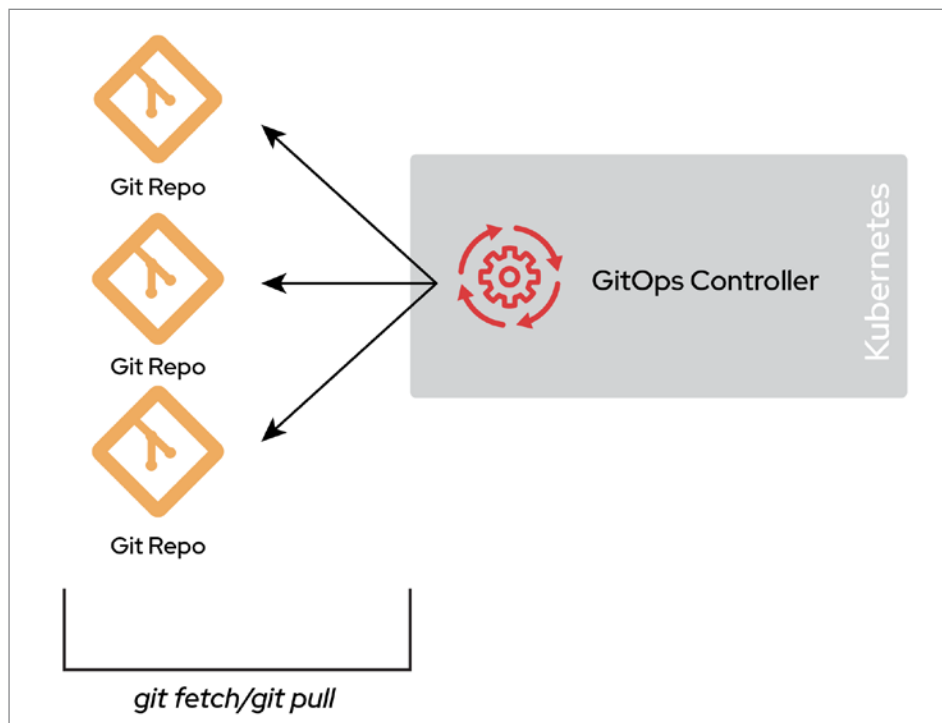 Git Repo
Git Repo
Git Repo
GitOps Controller
Kubernetes
git fetch/git pull